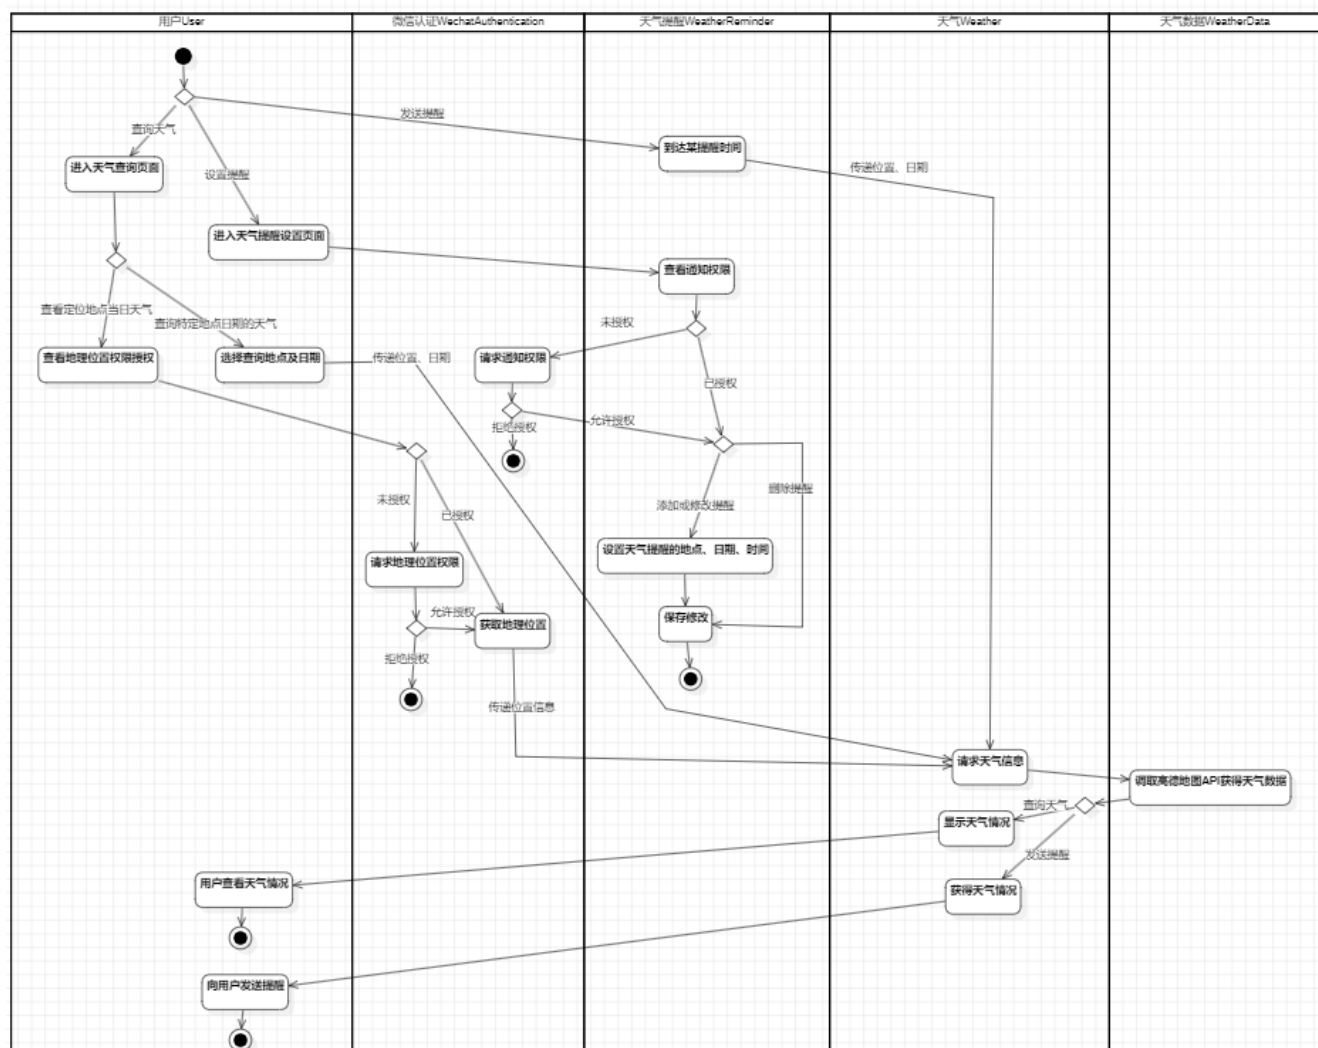 用户User
微信认证WechatAuthentication
天气提醒WeatherReminder
天气Weather
天气数据WeatherData
发送提醒
查询天气
到达某提醒时间
进入天气查询页面
传递位置、日期
设置提醒
进入天气提醒设置页面
查看通知权限
查看定位地点当日天气
查询特定地点日期的天气
未授权
查看地理位置权限授权
选择查询地点及日期
传递位置、日期
请求通知权限
已授权
允许授权
拒绝授权
未授权
已授权
删除提醒
添加或修改提醒
设置天气提醒的地点、日期、时间
请求地理位置权限
允许授权
获取地理位置
保存修改
拒绝授权
传递位置信息
请求天气信息
调取高德地图API获得天气数据
查询天气
显示天气情况
发送提醒
用户查看天气情况
获得天气情况
向用户发送提醒